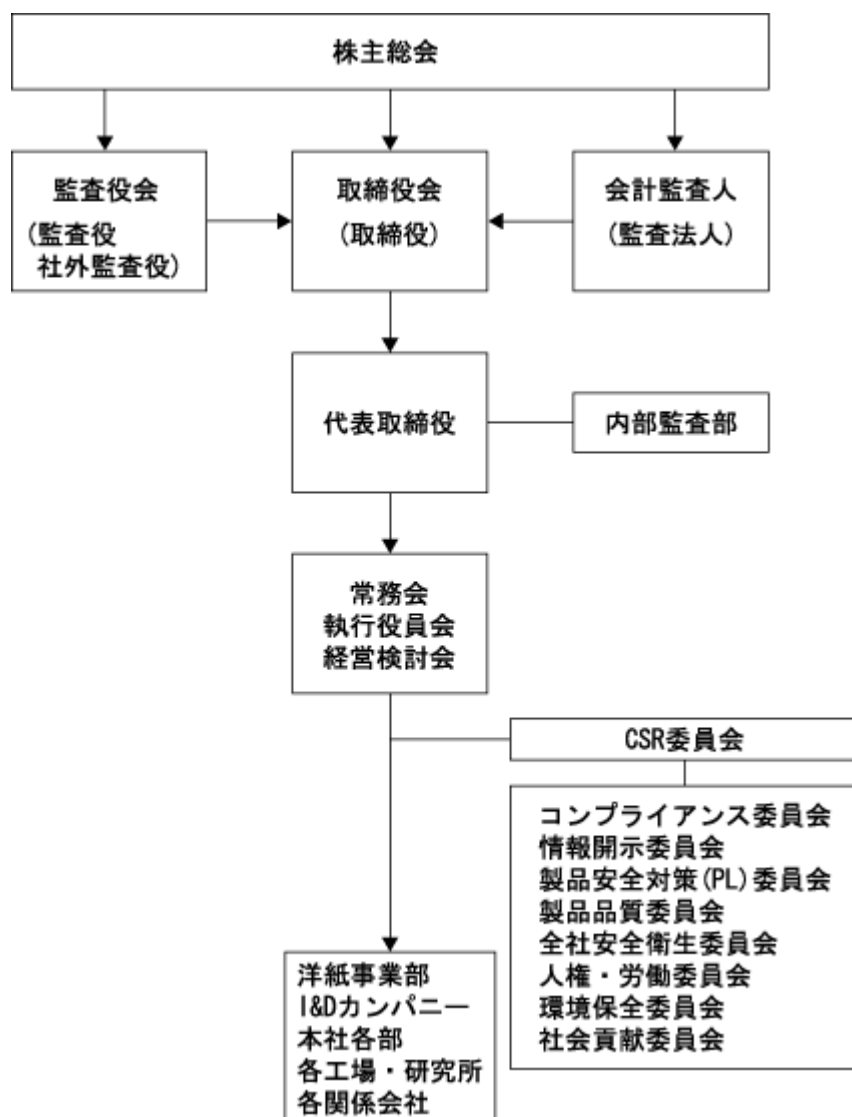 株主総会
監査役会
(監査役
社外監査役)
取締役会
(取締役)
会計監査人
(監査法人)
代表取締役
内部監査部
常務会
執行役員会
経営検討会
CSR委員会
コンプライアンス委員会
情報開示委員会
製品安全対策(PL)委員会
製品品質委員会
全社安全衛生委員会
人権・労働委員会
環境保全委員会
社会貢献委員会
洋紙事業部
I&Dカンパニー
本社各部
各工場・研究所
各関係会社